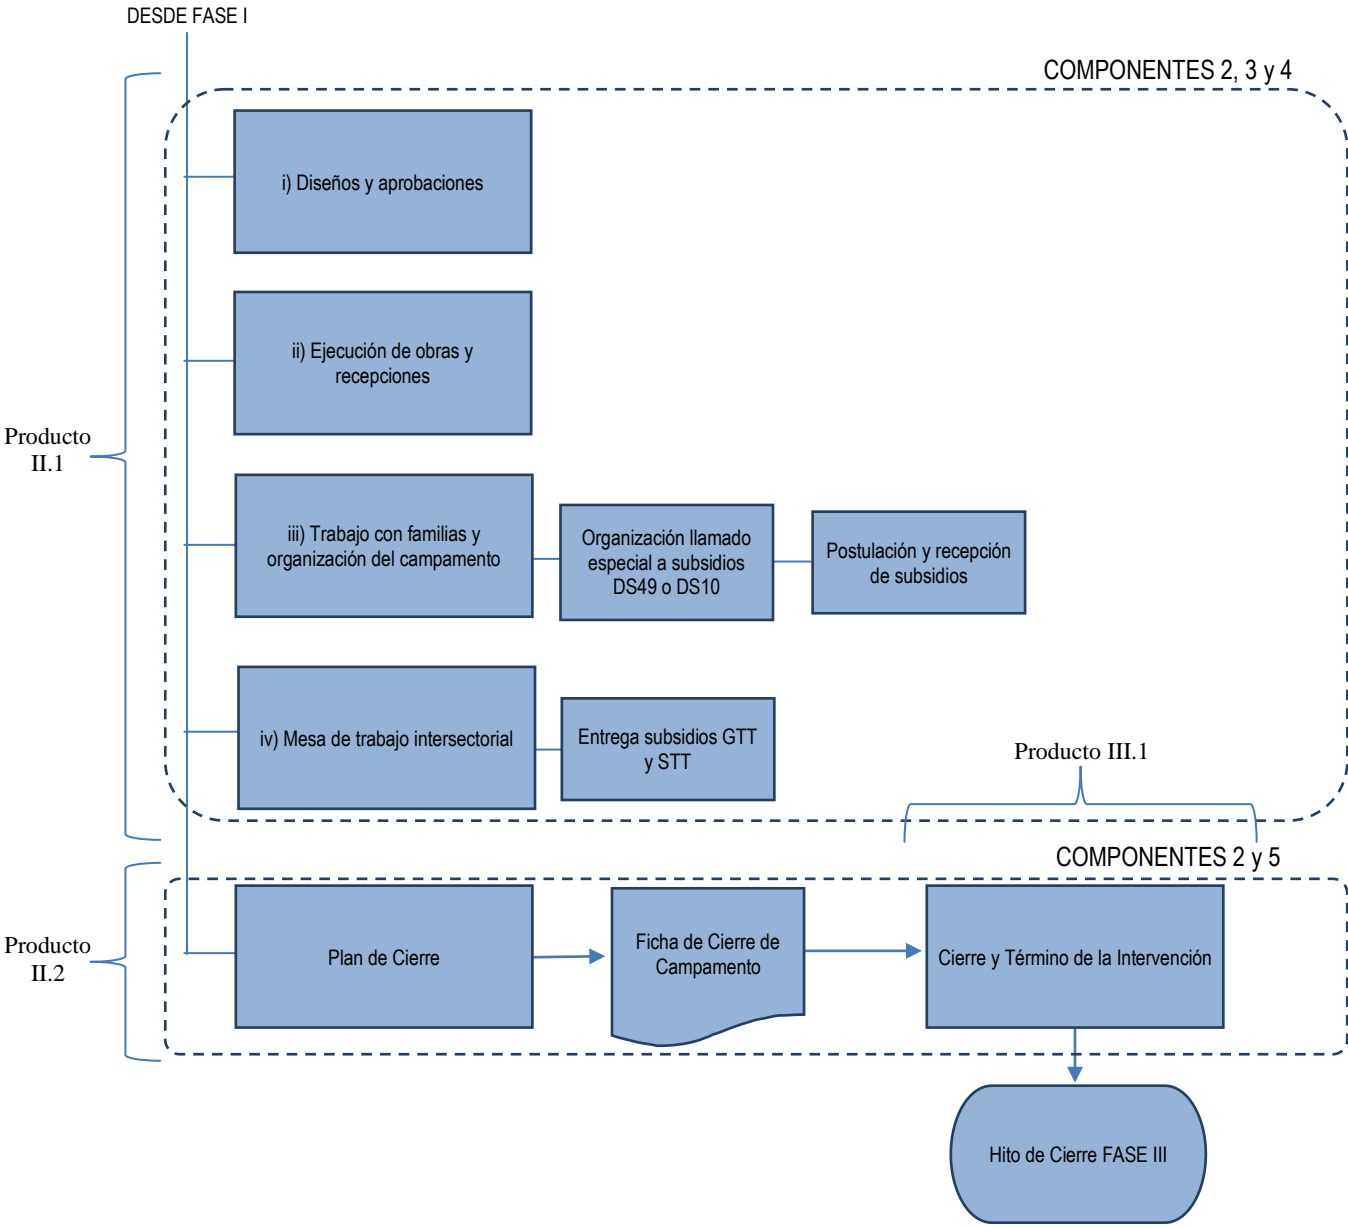 DESDE FASE I
COMPONENTES 2, 3 y 4
i) Diseños y aprobaciones
ii) Ejecución de obras y
recepciones
Producto
II.1
iii) Trabajo con familias y
organización del campamento
Organización llamado
especial a subsidios
DS49 o DS10
Postulación y recepción
de subsidios
iv) Mesa de trabajo intersectorial
Entrega subsidios GTT
y STT
Producto III.1
COMPONENTES 2 y 5
Producto
II.2
Plan de Cierre
Ficha de Cierre de
Campamento
Cierre y Término de la Intervención
Hito de Cierre FASE III